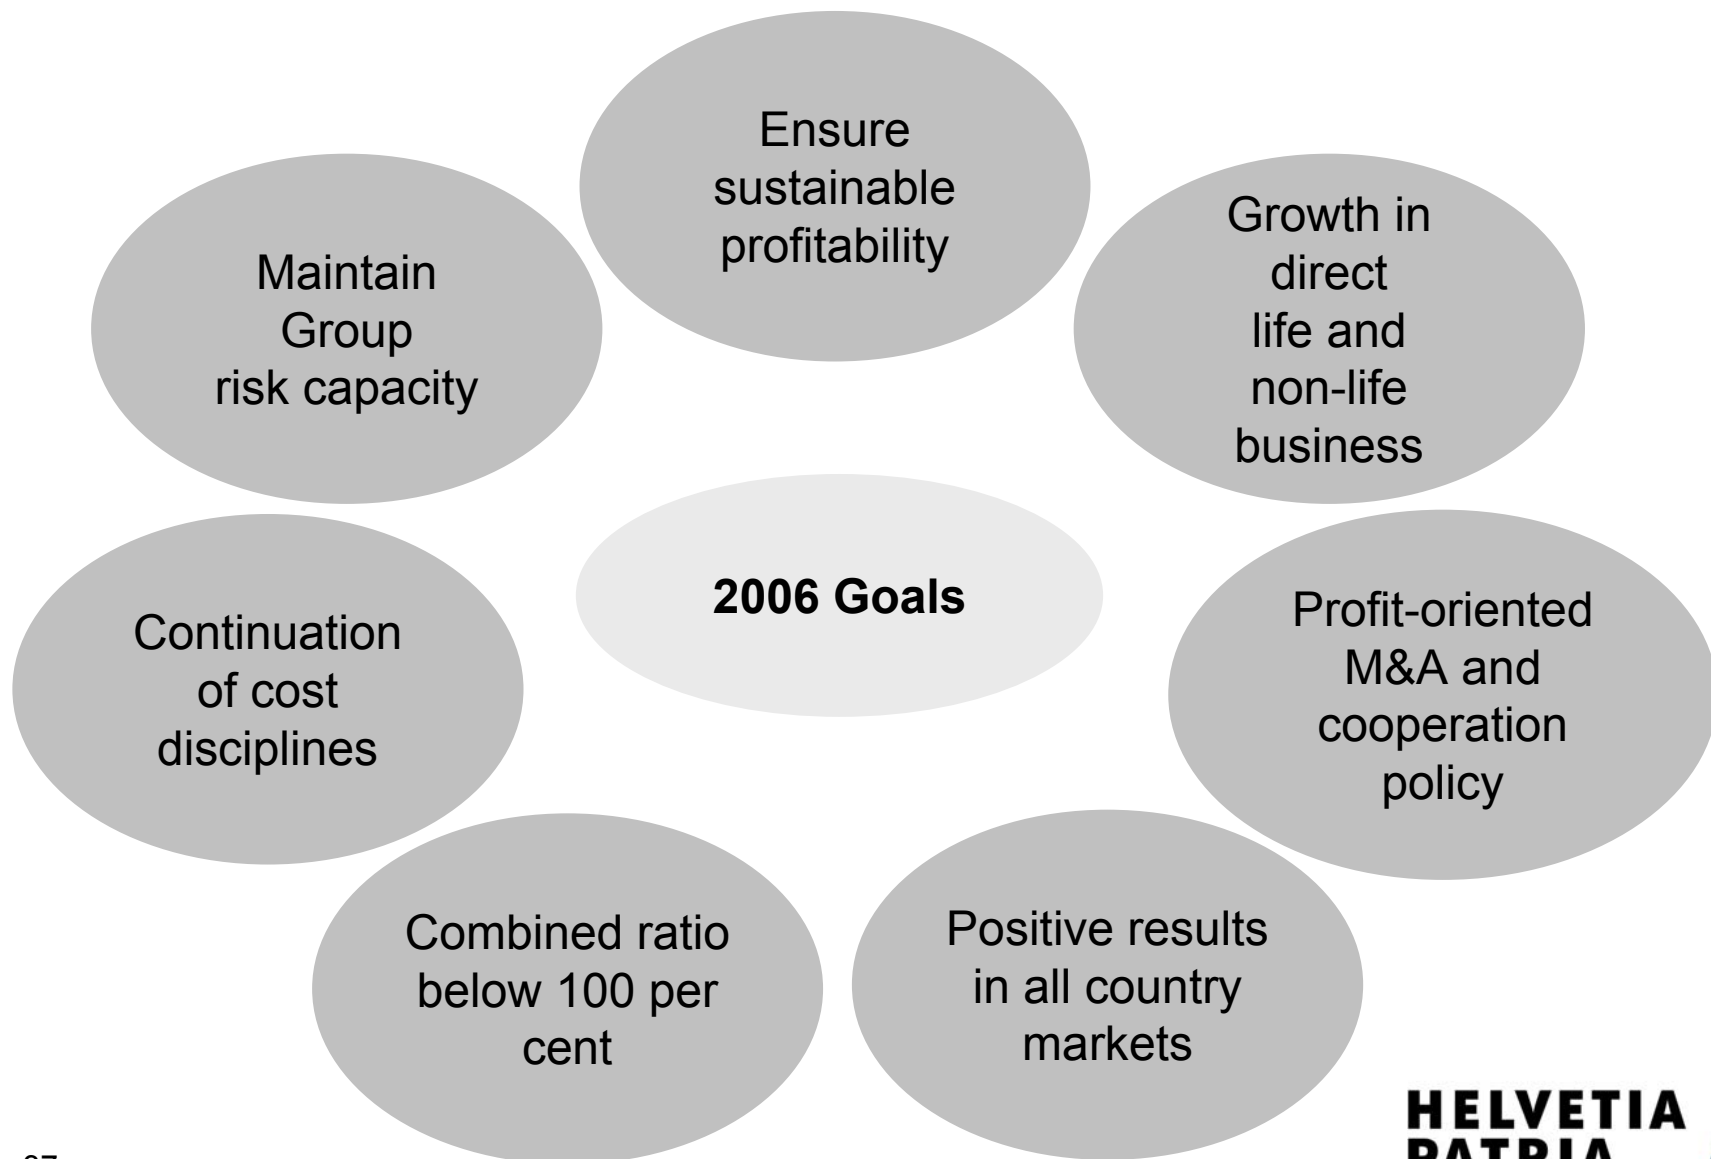 Ensure
sustainable
profitability
Growth in
direct
life and
non-life
business
Profit-oriented
M&A and
cooperation
policy
Positive results
in all country
markets
Combined ratio
below 100 per
cent
Continuation
of cost
disciplines
Maintain
Group
risk capacity
2006 Goals
HELVETIA
PATRIA